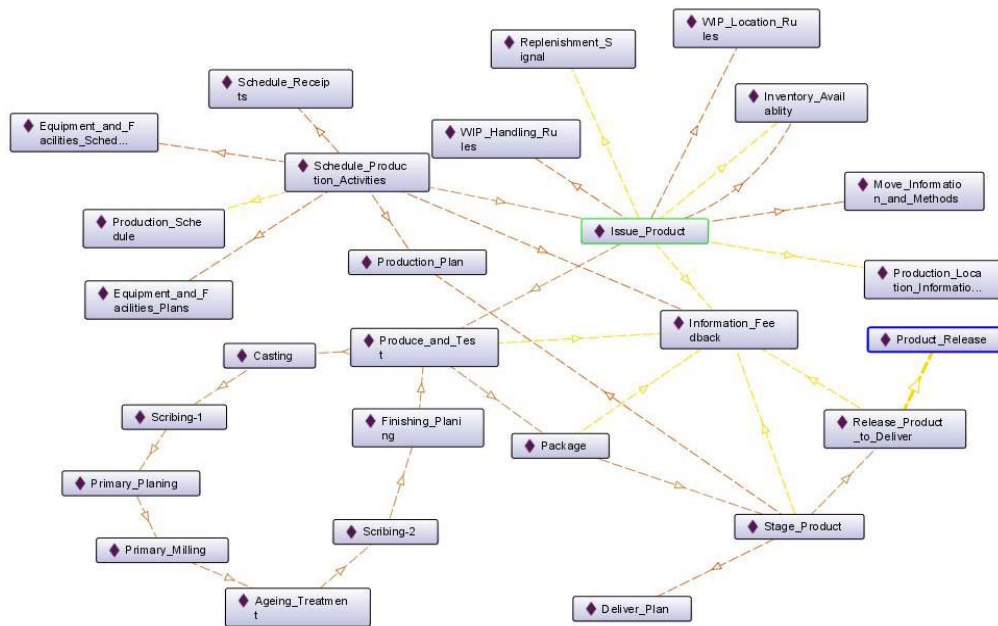 WIP_Location_Ru
les
Replenishment_S
ignal
Schedule_Receip
ts
Inventory_Avail
ablity
Equipment_and_F
acilities_Sched...
WIP_Handling_Ru
les
Schedule_Produc
tion_Activities
Move_Informatio
n_and_Methods
Production_Sche
dule
Issue_Product
Production_Plan
Production_Loca
tion_Informatio...
Equipment_and_F
acilities_Plans
Information_Fee
dback
Produce_and_Tes
t
Product_Release
Casting
Scribing-1
Finishing_Plani
ng
Release_Product
_to_Deliver
Package
Primary_Planing
Scribing-2
Stage_Product
Primary_Milling
Ageing_Treatmen
t
Deliver_Plan